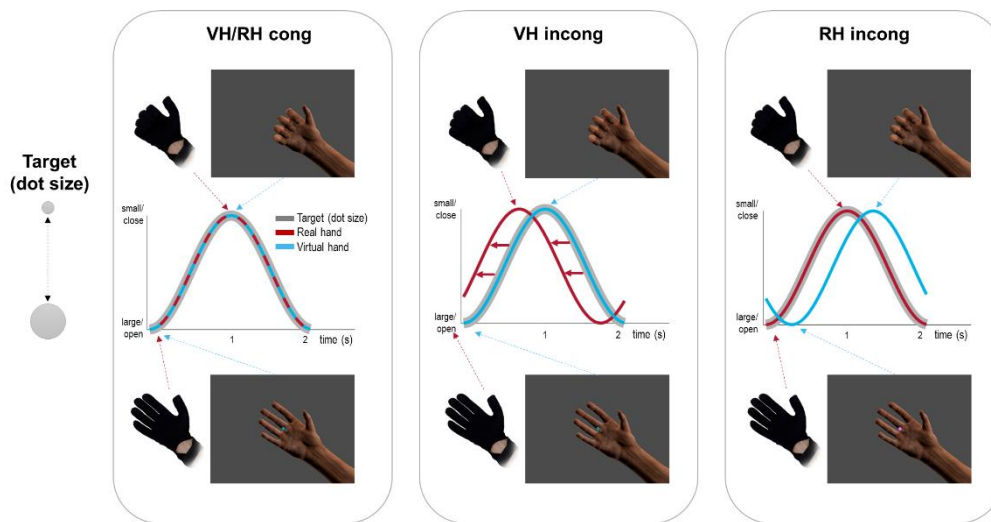 VH/RH cong
VH incong
RH incong
Target
(dot size)
small/
close
Target (dot size)
Real hand
Virtual hand
large/
open
1
2
time (s)
small/
close
large/
open
1
2
time (s)
small/
close
large/
open
1
2
time (s)